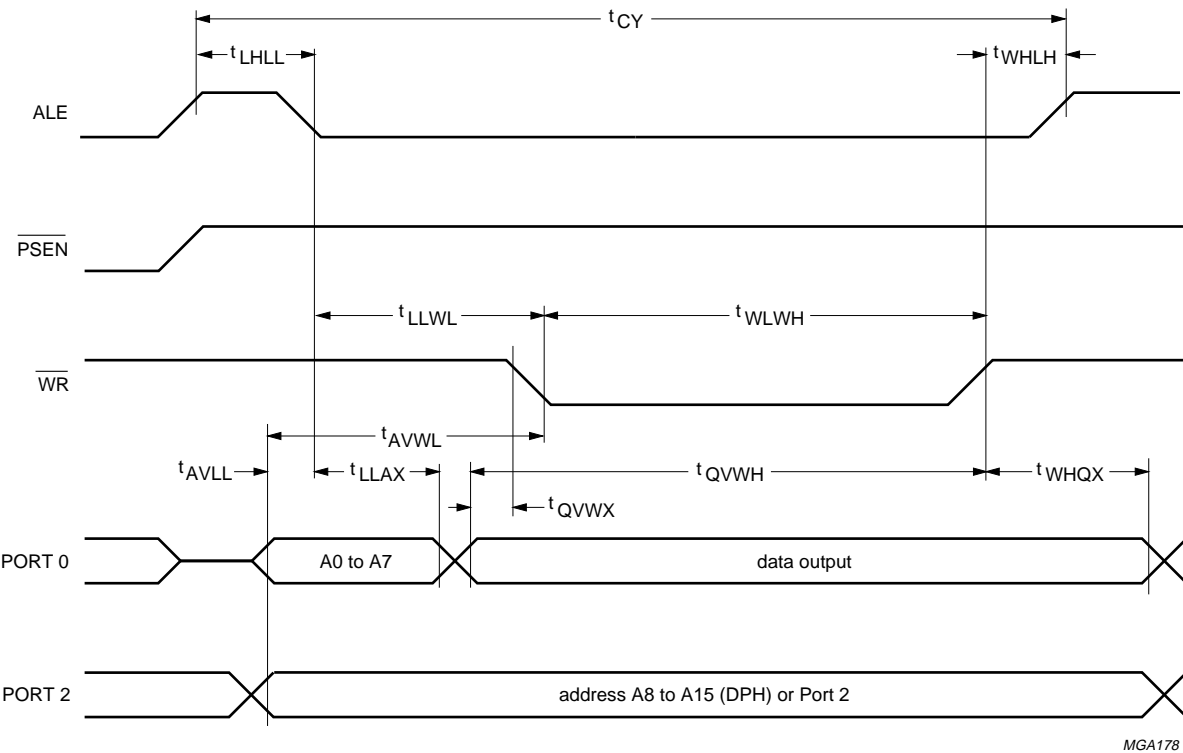 tCY
tLHLL
tWHLH
ALE
PSEN
tLLWL
tWLWH
WR
tAVWL
tAVLL
tLLAX
tQVWH
tWHQX
tQVWX
PORT 0
A0 to A7
data output
PORT 2
address A8 to A15 (DPH) or Port 2
MGA178